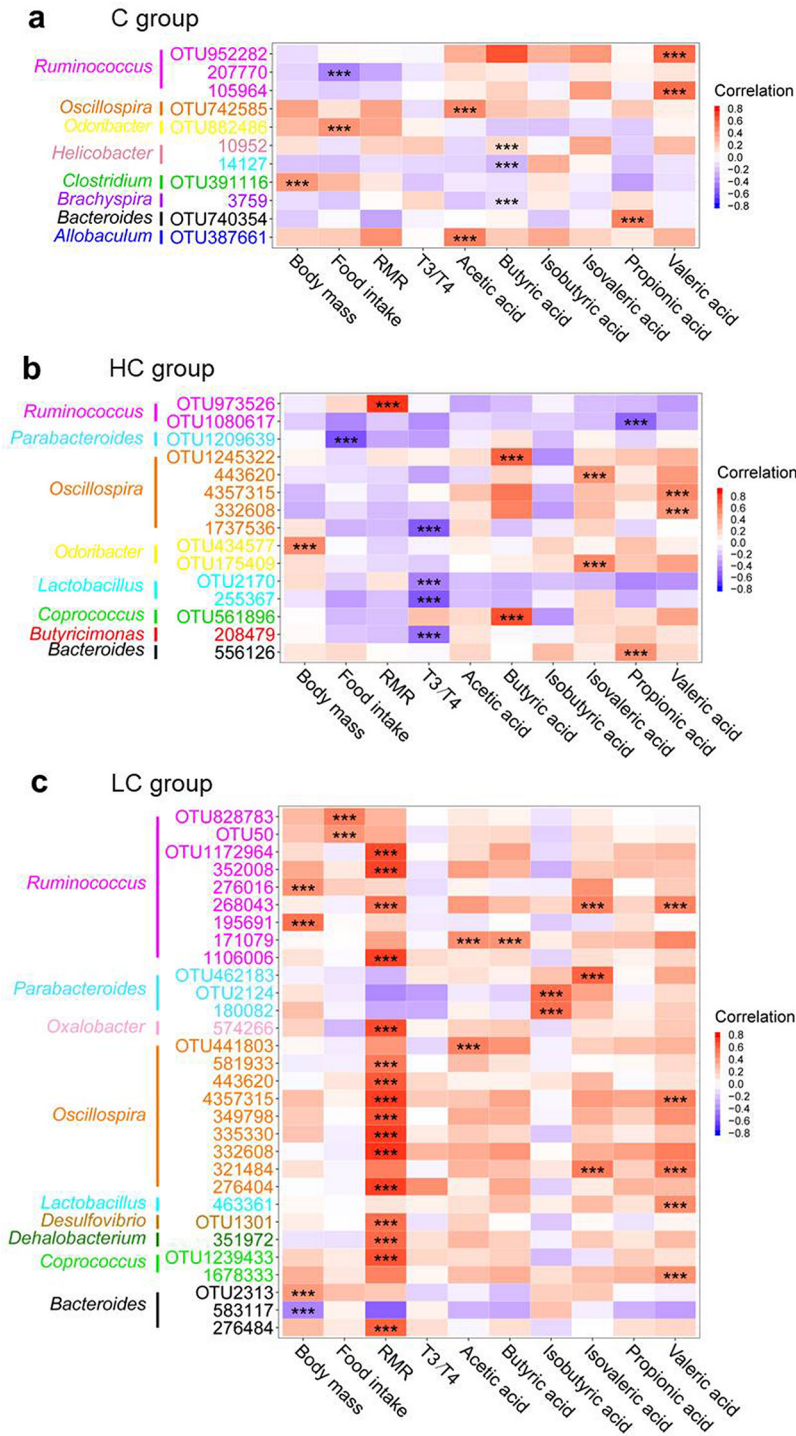 a C group
Ruminococcus OTU952282
207770 ***
105964 ***
Oscillospira OTU742585 ***
Odoribacter OTU882486 ***
Helicobacter 10952 ***
14127 ***
Clostridium OTU391116 ***
Brachyspira 3759 ***
Bacteroides OTU740354 ***
Allobaculum OTU387661 ***
***
Correlation
0.8
0.6
0.4
0.2
0.0
−0.2
−0.4
−0.6
−0.8
Body mass
Food intake
RMR
T3/T4
Acetic acid
Butyric acid
Isobutyric acid
Isovaleric acid
Propionic acid
Valeric acid
b HC group
Ruminococcus OTU973526 ***
OTU1080617 ***
Parabacteroides OTU1209639 ***
Oscillospira OTU1245322 ***
443620 ***
4357315 ***
332608 ***
1737536 ***
Odoribacter OTU434577 ***
OTU175409 ***
Lactobacillus OTU2170 ***
255367 ***
Coprococcus OTU561896 ***
Butyricimonas 208479 ***
Bacteroides 556126 ***
Correlation
0.8
0.6
0.4
0.2
0.0
−0.2
−0.4
−0.6
−0.8
Body mass
Food intake
RMR
T3/T4
Acetic acid
Butyric acid
Isobutyric acid
Isovaleric acid
Propionic acid
Valeric acid
c LC group
Ruminococcus OTU828783 ***
OTU50 ***
OTU1172964 ***
352008 ***
276016 ***
268043 *** *** ***
195691 ***
171079 *** ***
1106006 ***
Parabacteroides OTU462183 ***
OTU2124 ***
180082 ***
Oxalobacter 574266 ***
Oscillospira OTU441803 ***
581933 ***
443620 ***
4357315 *** ***
349798 ***
335330 ***
332608 ***
321484 *** ***
276404 ***
Lactobacillus 463361 ***
Desulfovibrio OTU1301 ***
Dehalobacterium 351972 ***
Coprococcus OTU1239433 ***
1678333 ***
Bacteroides OTU2313 ***
583117 ***
276484 ***
Correlation
0.8
0.6
0.4
0.2
0.0
−0.2
−0.4
−0.6
−0.8
Body mass
Food intake
RMR
T3/T4
Acetic acid
Butyric acid
Isobutyric acid
Isovaleric acid
Propionic acid
Valeric acid